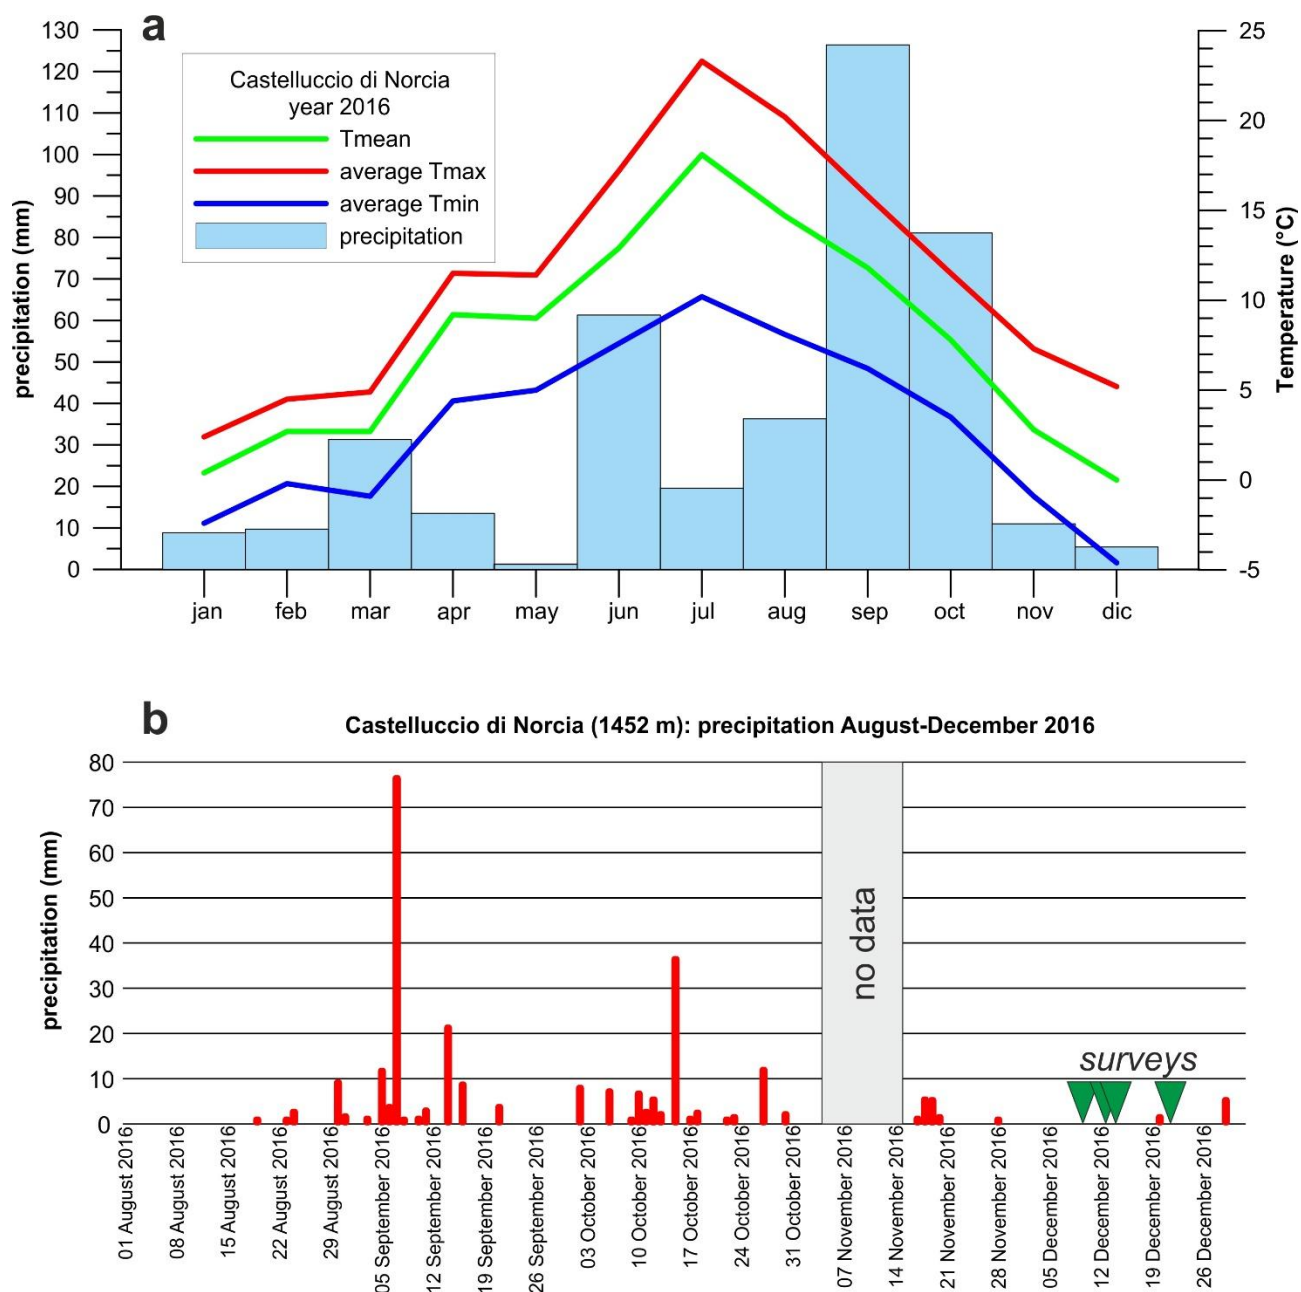 a
130
120
110
100
90
80
70
60
50
40
30
20
10
0
precipitation (mm)
Castelluccio di Norcia
year 2016
Tmean
average Tmax
average Tmin
precipitation
25
20
15
10
5
0
-5
Temperature (°C)
jan feb mar apr may jun jul aug sep oct nov dic
b
Castelluccio di Norcia (1452 m): precipitation August-December 2016
80
70
60
50
40
30
20
10
0
precipitation (mm)
no data
surveys
01 August 2016
08 August 2016
15 August 2016
22 August 2016
29 August 2016
05 September 2016
12 September 2016
19 September 2016
26 September 2016
03 October 2016
10 October 2016
17 October 2016
24 October 2016
31 October 2016
07 November 2016
14 November 2016
21 November 2016
28 November 2016
05 December 2016
12 December 2016
19 December 2016
26 December 2016